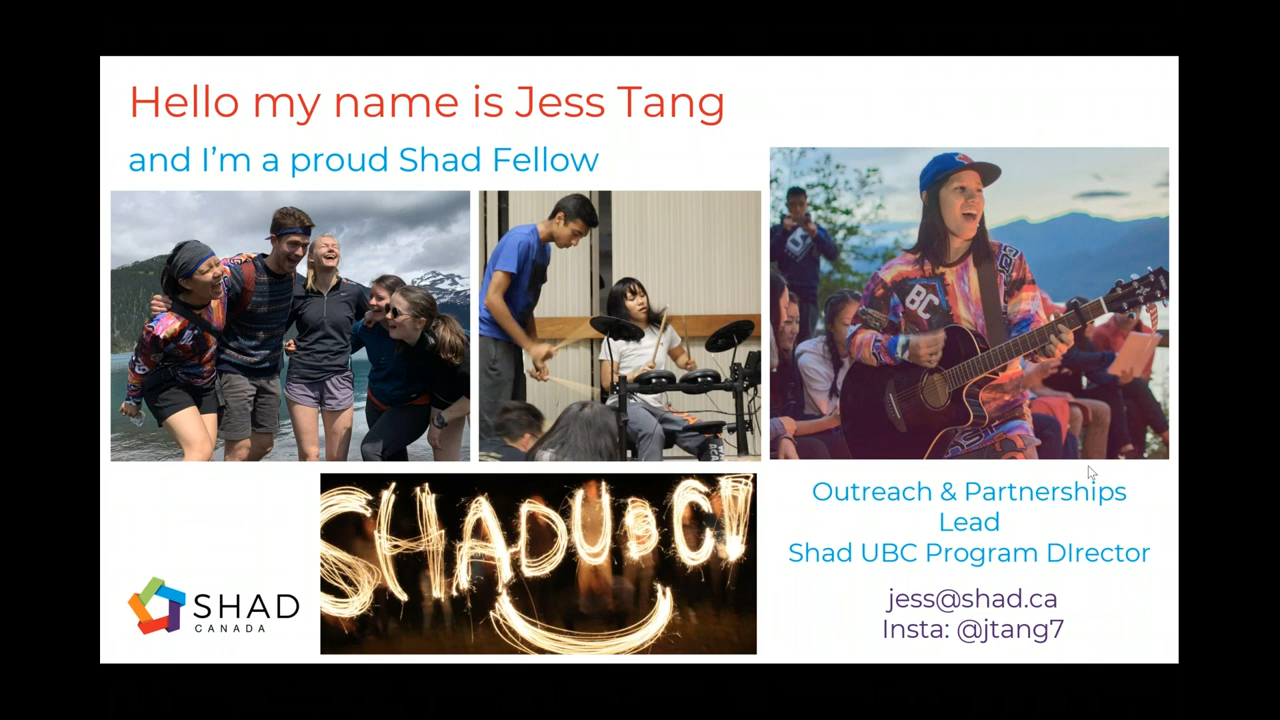 Hello my name is Jess Tang
and I'm a proud Shad Fellow
BC
SHADUBC!
Outreach & Partnerships
Lead
Shad UBC Program DIrector
jess@shad.ca
Insta: @jtang7
SHAD
CANADA